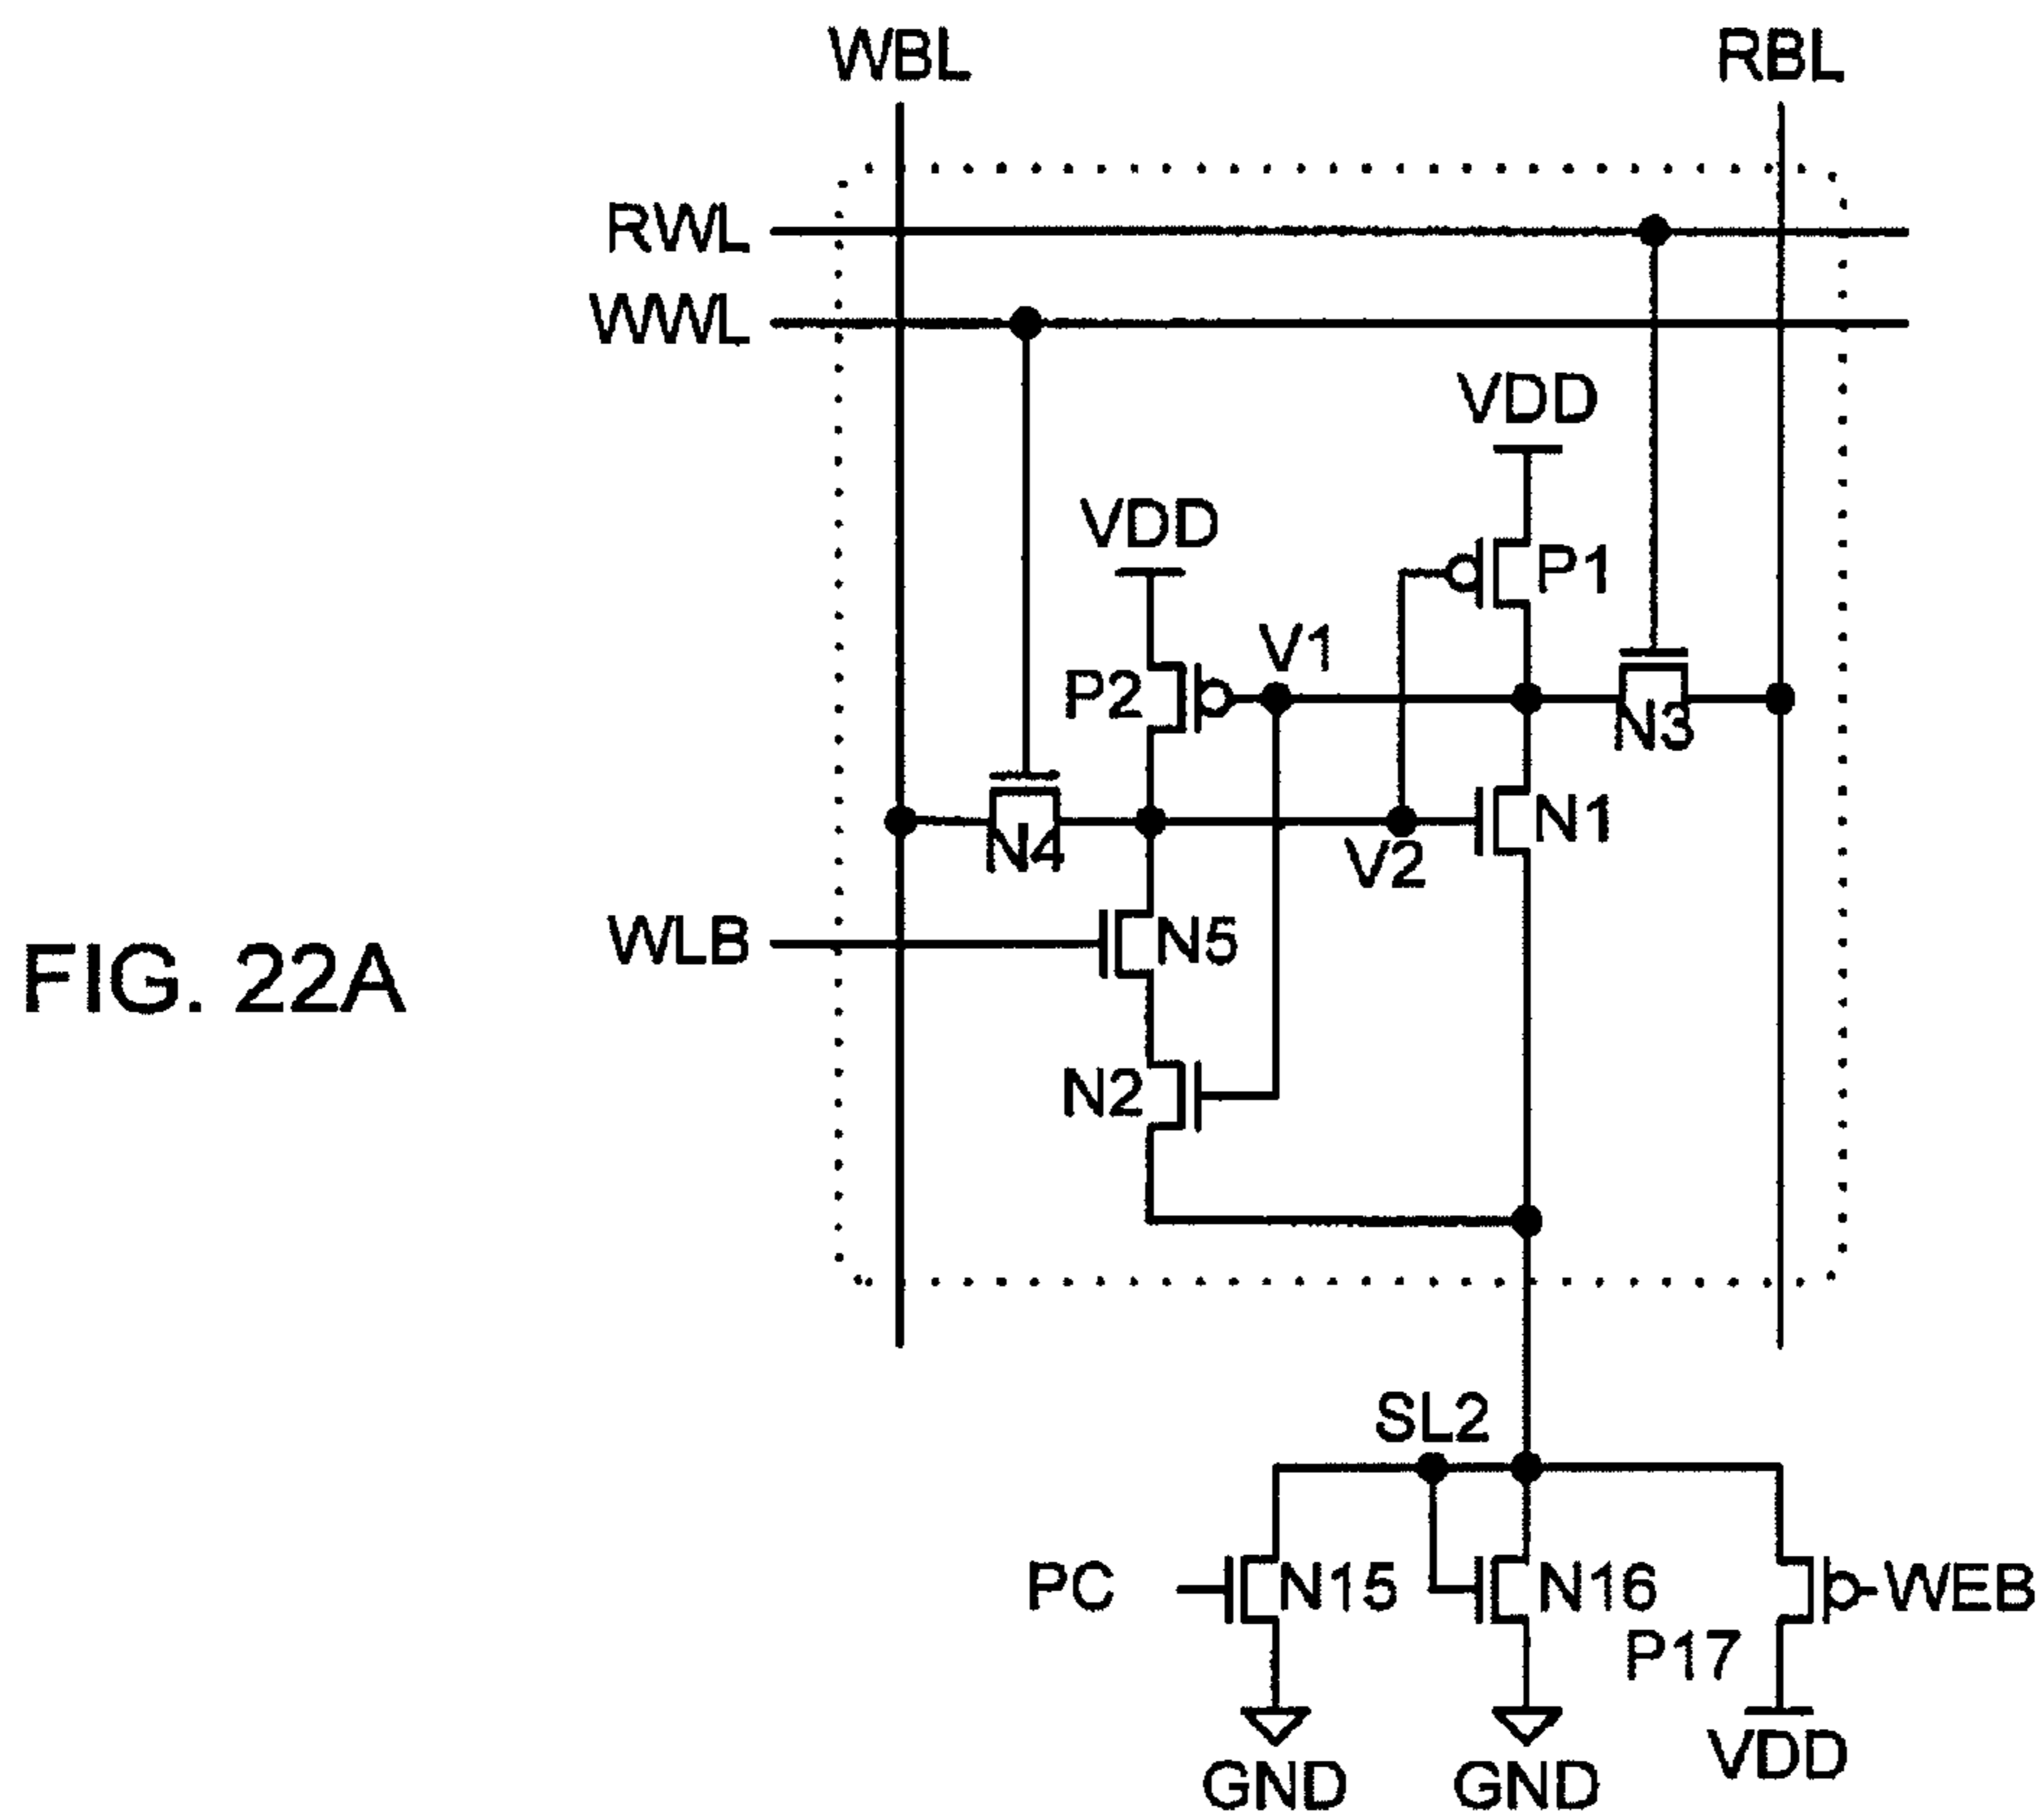 WBL RBL
RWL
WWL
VDD
VDD
P1
V1
P2
N3
N1
N4
V2
WLB N5
FIG. 22A
N2
SL2
PC N15 N16 WEB
P17
VDD
GND GND